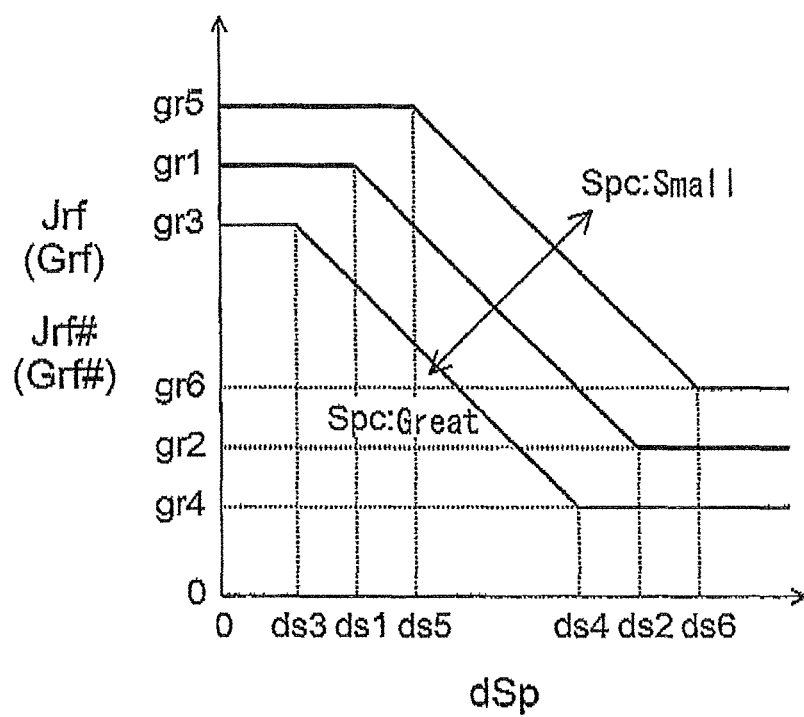 gr5
gr1
gr3
Jrf
(Grf)
Jrf#
(Grf#)
gr6
gr2
gr4
0
Spc:Small
Spc:Great
0 ds3 ds1 ds5 ds4 ds2 ds6
dSp